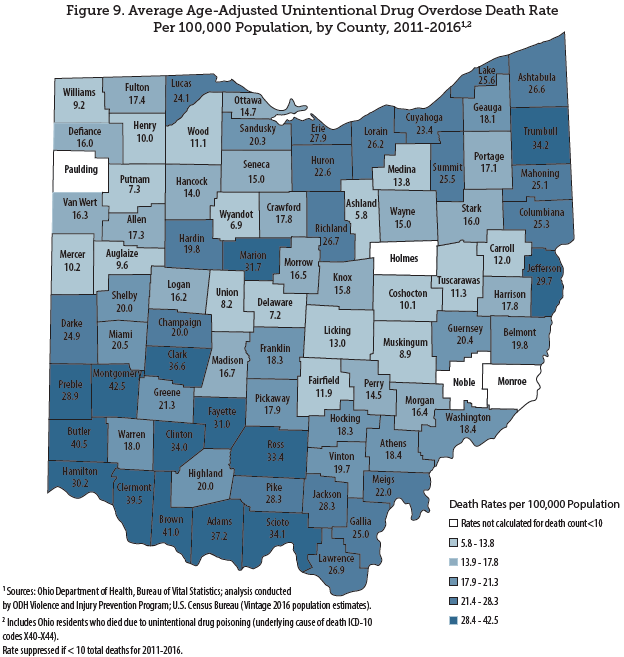 Figure 9. Average Age-Adjusted Unintentional Drug Overdose Death Rate
Per 100,000 Population, by County, 2011-2016¹,²
Williams
9.2
Fulton
17.4
Lucas
24.1
Ottawa
14.7
Lake
25.6
Ashtabula
26.6
Geauga
18.1
Cuyahoga
23.4
Defiance
16.0
Henry
10.0
Wood
11.1
Sandusky
20.3
Erie
27.9
Lorain
26.2
Trumbull
34.2
Paulding
Putnam
7.3
Hancock
14.0
Seneca
15.0
Huron
22.6
Medina
13.8
Summit
25.5
Portage
17.1
Mahoning
25.1
Van Wert
16.3
Allen
17.3
Wyandot
6.9
Crawford
17.8
Richland
26.7
Ashland
5.8
Wayne
15.0
Stark
16.0
Columbiana
25.3
Mercer
10.2
Auglaize
9.6
Hardin
19.8
Marion
31.7
Morrow
16.5
Knox
15.8
Holmes
Tuscarawas
11.3
Carroll
12.0
Jefferson
29.7
Shelby
20.0
Logan
16.2
Union
8.2
Delaware
7.2
Coshocton
10.1
Harrison
17.8
Darke
24.9
Miami
20.5
Champaign
20.0
Clark
36.6
Madison
16.7
Franklin
18.3
Licking
13.0
Muskingum
8.9
Guernsey
20.4
Belmont
19.8
Preble
28.9
Montgomery
42.5
Greene
21.3
Fayette
31.0
Pickaway
17.9
Fairfield
11.9
Perry
14.5
Morgan
16.4
Noble
Monroe
Washington
18.4
Butler
40.5
Warren
18.0
Clinton
34.0
Ross
33.4
Hocking
18.3
Athens
18.4
Vinton
19.7
Hamilton
30.2
Clermont
39.5
Highland
20.0
Pike
28.3
Jackson
28.3
Meigs
22.0
Brown
41.0
Adams
37.2
Scioto
34.1
Gallia
25.0
Lawrence
26.9
Death Rates per 100,000 Population
Rates not calculated for death count<10
5.8 - 13.8
13.9 - 17.8
17.9 - 21.3
21.4 - 28.3
28.4 - 42.5
¹ Sources: Ohio Department of Health, Bureau of Vital Statistics; analysis conducted
by ODH Violence and Injury Prevention Program; U.S. Census Bureau (Vintage 2016 population estimates).
² Includes Ohio residents who died due to unintentional drug poisoning (underlying cause of death ICD-10
codes X40-X44).
Rate suppressed if < 10 total deaths for 2011-2016.